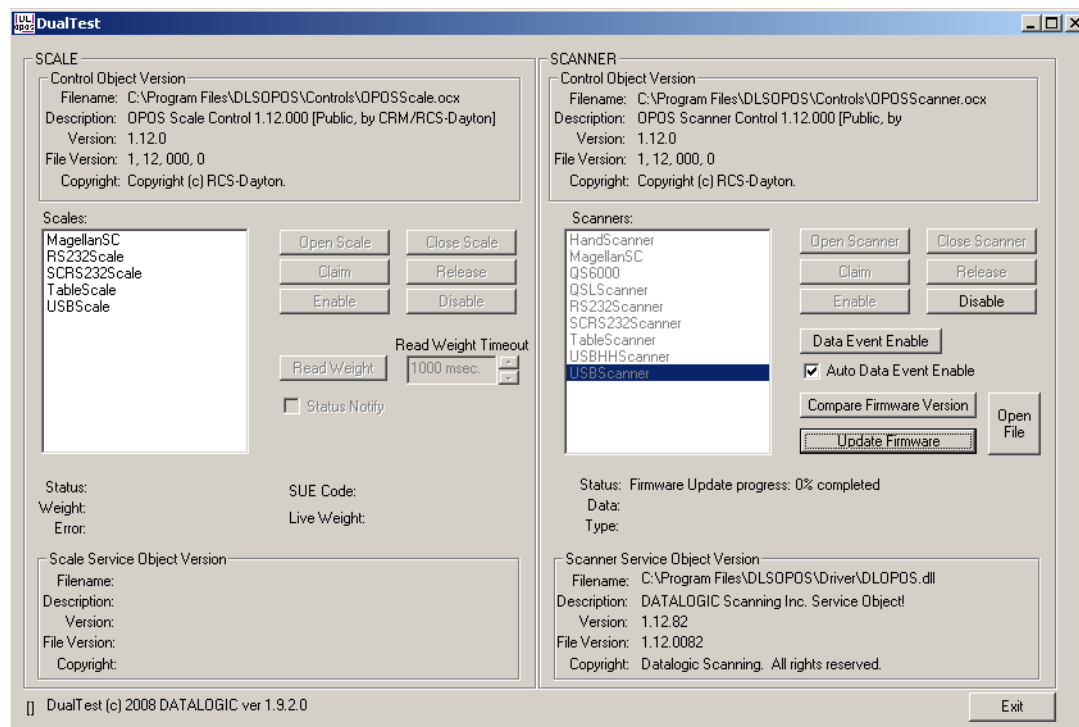 UL opos DualTest
SCALE
Control Object Version
Filename: C:\Program Files\DLSOPOS\Controls\OPOSScale.ocx
Description: OPOS Scale Control 1.12.000 [Public, by CRM/RCS-Dayton]
Version: 1.12.0
File Version: 1, 12, 000, 0
Copyright: Copyright (c) RCS-Dayton.
Scales:
MagellanSC
RS232Scale
SCRS232Scale
TableScale
USBScale
Open Scale Close Scale
Claim Release
Enable Disable
Read Weight Timeout
Read Weight 1000 msec.
Status Notify
Status:
Weight:
Error:
SUE Code:
Live Weight:
Scale Service Object Version
Filename:
Description:
Version:
File Version:
Copyright:
SCANNER
Control Object Version
Filename: C:\Program Files\DLSOPOS\Controls\OPOSScanner.ocx
Description: OPOS Scanner Control 1.12.000 [Public, by
Version: 1.12.0
File Version: 1, 12, 000, 0
Copyright: Copyright (c) RCS-Dayton.
Scanners:
HandScanner
MagellanSC
QS6000
QSLScanner
RS232Scanner
SCRS232Scanner
TableScanner
USBHHScanner
USBScanner
Open Scanner Close Scanner
Claim Release
Enable Disable
Data Event Enable
Auto Data Event Enable
Compare Firmware Version
Update Firmware
Open
File
Status: Firmware Update progress: 0% completed
Data:
Type:
Scanner Service Object Version
Filename: C:\Program Files\DLSOPOS\Driver\DLOPOS.dll
Description: DATALOGIC Scanning Inc. Service Object!
Version: 1.12.82
File Version: 1.12.0082
Copyright: Datalogic Scanning. All rights reserved.
[] DualTest (c) 2008 DATALOGIC ver 1.9.2.0
Exit